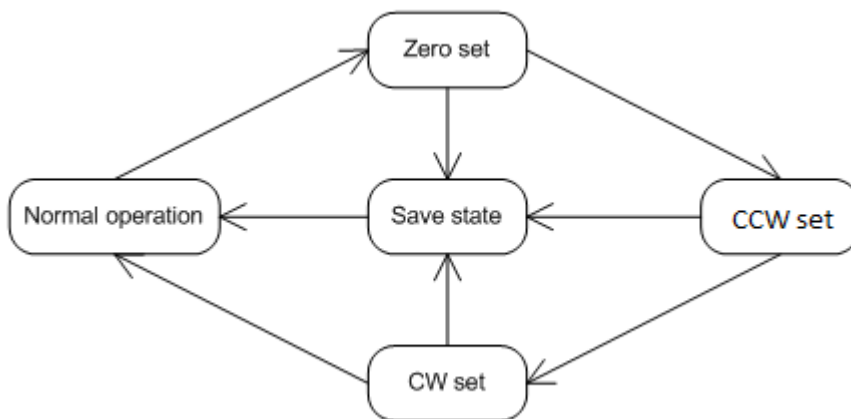 Zero set
Normal operation
Save state
CCW set
CW set